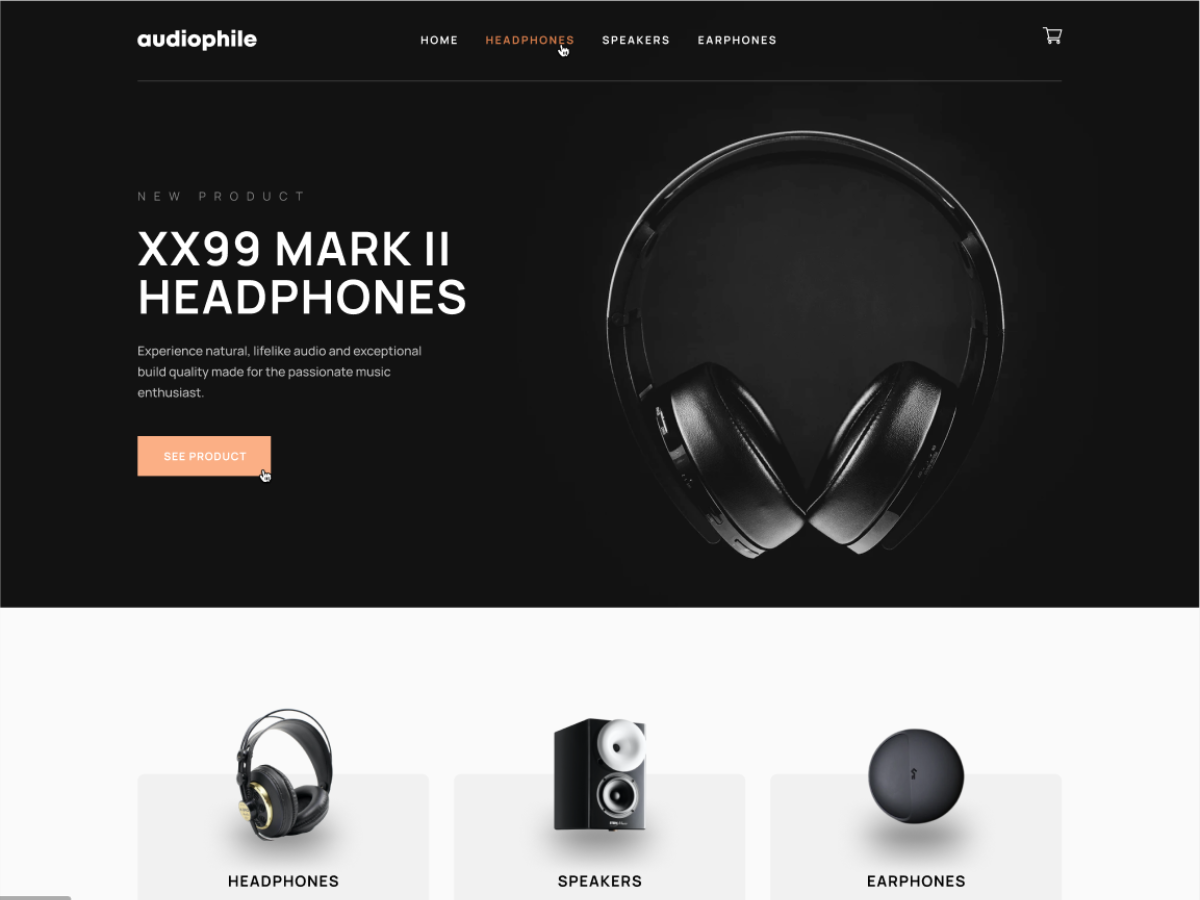 audiophile
HOME HEADPHONES SPEAKERS EARPHONES
NEW PRODUCT
XX99 MARK II
HEADPHONES
Experience natural, lifelike audio and exceptional
build quality made for the passionate music
enthusiast.
SEE PRODUCT
HEADPHONES
SPEAKERS
EARPHONES